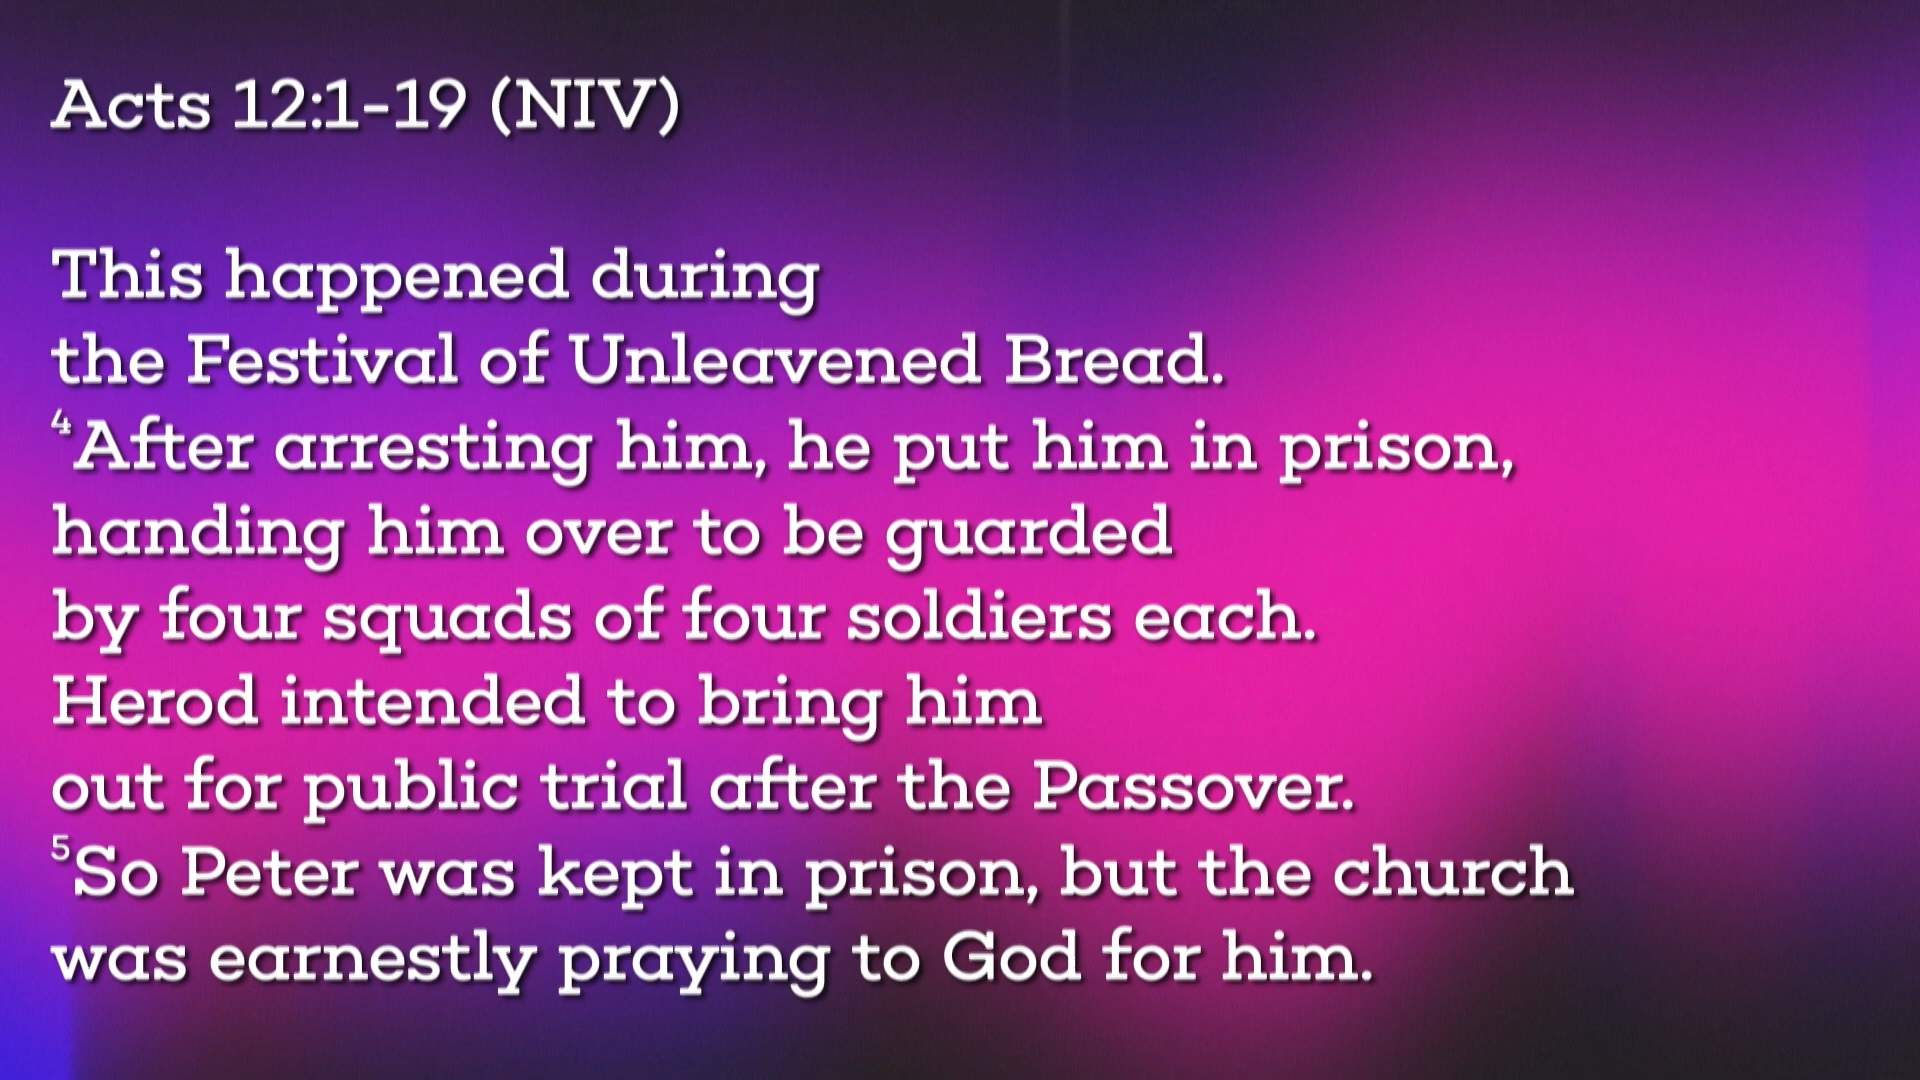 Acts 12:1-19 (NIV)
This happened during
the Festival of Unleavened Bread.
⁴After arresting him, he put him in prison,
handing him over to be guarded
by four squads of four soldiers each.
Herod intended to bring him
out for public trial after the Passover.
⁵So Peter was kept in prison, but the church
was earnestly praying to God for him.